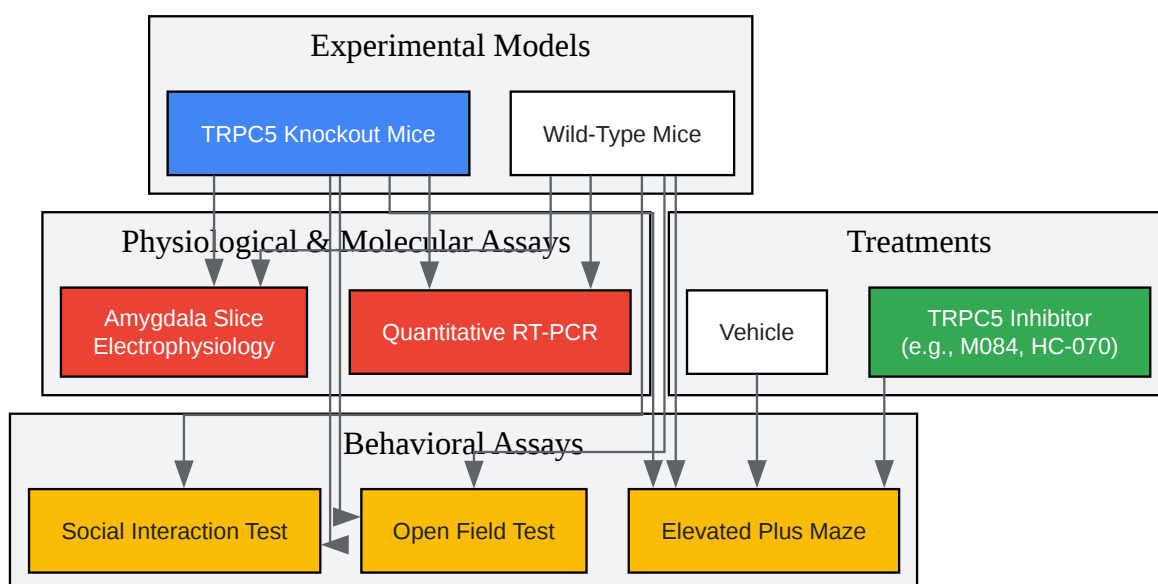 Experimental Models
TRPC5 Knockout Mice
Wild-Type Mice
Physiological & Molecular Assays
Treatments
Amygdala Slice
Electrophysiology
Quantitative RT-PCR
Vehicle
TRPC5 Inhibitor
(e.g., M084, HC-070)
Behavioral Assays
Social Interaction Test
Open Field Test
Elevated Plus Maze